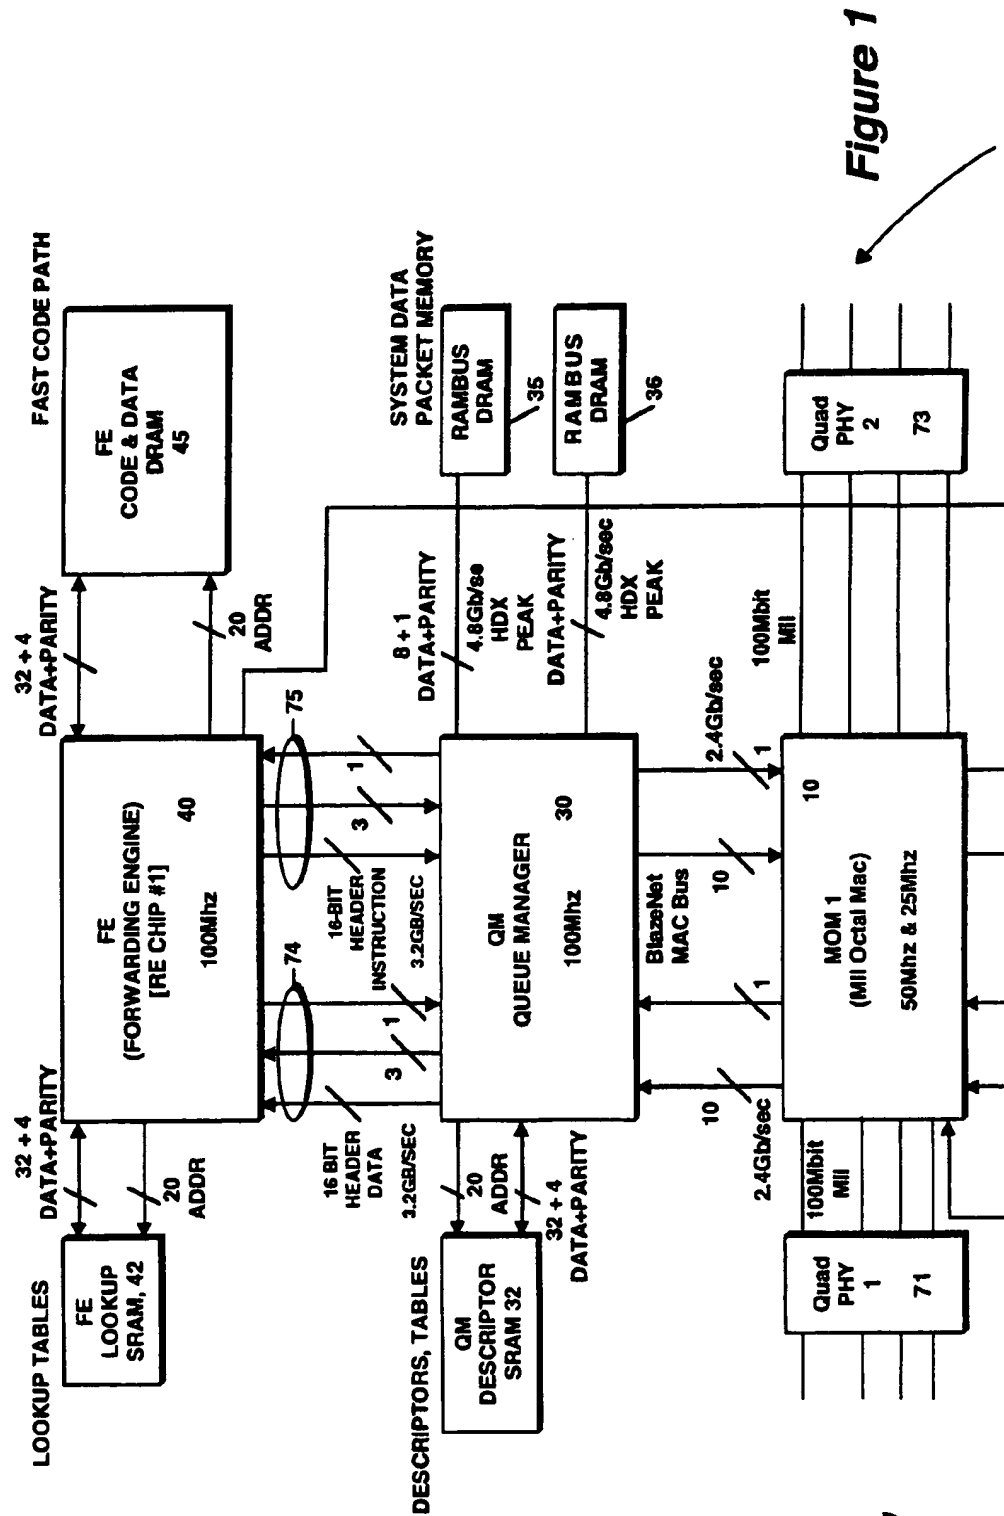 LOOKUP TABLES
FE
LOOKUP
SRAM, 42
32 + 4
DATA+PARITY
20
ADDR
FE
(FORWARDING ENGINE)
[RE CHIP #1]
100Mhz
40
32 + 4
DATA+PARITY
20
ADDR
FAST CODE PATH
FE
CODE & DATA
DRAM
45
16 BIT
HEADER
DATA
3.2GB/SEC
3
1
74
16-BIT
HEADER
INSTRUCTION
3.2GB/SEC
3
1
75
DESCRIPTORS, TABLES
QM
DESCRIPTOR
SRAM 32
20
ADDR
32 + 4
DATA+PARITY
QM
QUEUE MANAGER
100Mhz
30
8 + 1
DATA+PARITY
4.8Gb/se
HDX
PEAK
DATA+PARITY
4.8Gb/sec
HDX
PEAK
SYSTEM DATA
PACKET MEMORY
RAMBUS
DRAM
35
RAMBUS
DRAM
36
10
2.4Gb/sec
1
BlazeNet
MAC Bus
10
2.4Gb/sec
1
Quad
PHY
1
71
100Mbit
MII
MOM 1
(MII Octal Mac)
50Mhz & 25Mhz
10
100Mbit
MII
Quad
PHY
2
73
Figure 1